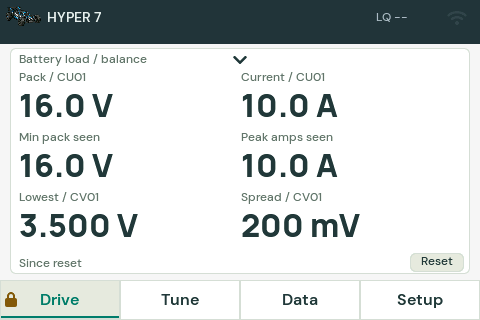 HYPER 7
LQ --
Battery load / balance
Pack / CU01
Current / CU01
16.0 V
10.0 A
Min pack seen
Peak amps seen
16.0 V
10.0 A
Lowest / CV01
Spread / CV01
3.500 V
200 mV
Since reset
Reset
Drive
Tune
Data
Setup